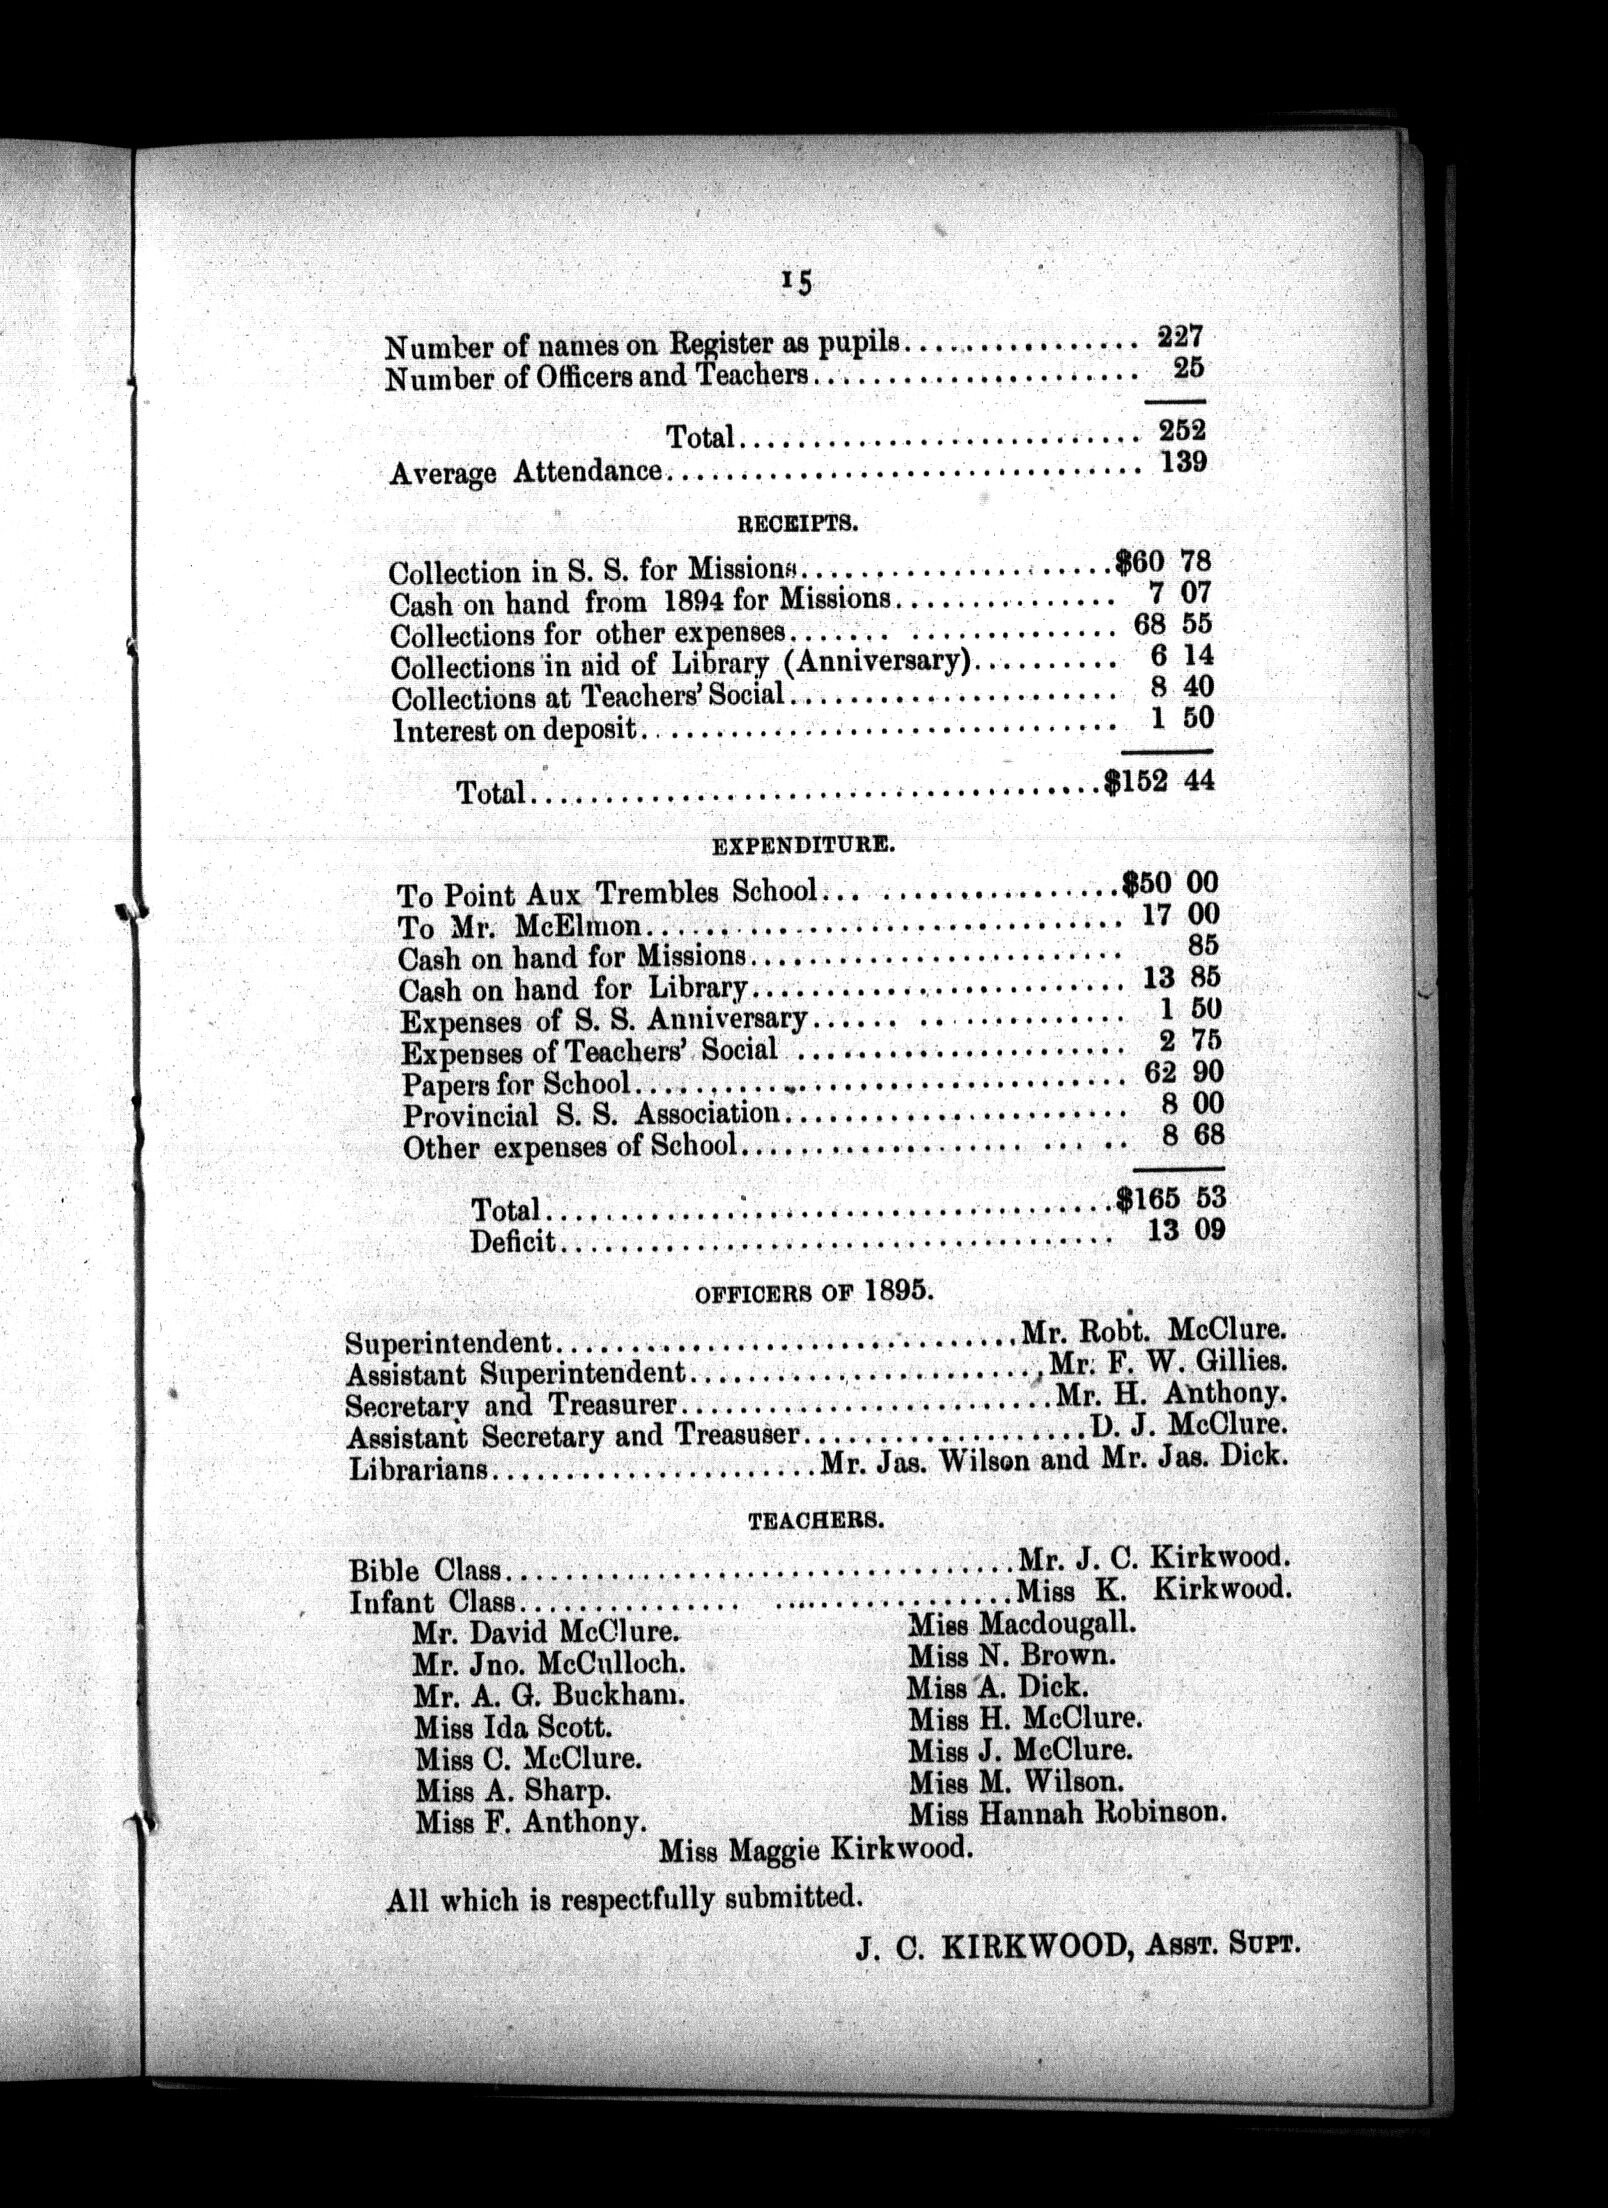 15
Number of names on Register as pupils................ 227
Number of Officers and Teachers...................... 25
Total........................... 252
Average Attendance................................ 139
RECEIPTS.
Collection in S. S. for Missions.....................$60 78
Cash on hand from 1894 for Missions............... 7 07
Collections for other expenses....... .............. 68 55
Collections in aid of Library (Anniversary).......... 6 14
Collections at Teachers' Social...................... 8 40
Interest on deposit................................ 1 50
Total......................................$152 44
EXPENDITURE.
To Point Aux Trembles School... ................$50 00
To Mr. McElmon................................ 17 00
Cash on hand for Missions......................... 85
Cash on hand for Library......................... 13 85
Expenses of S. S. Anniversary...... .............. 1 50
Expenses of Teachers' Social ...................... 2 75
Papers for School................................. 62 90
Provincial S. S. Association....................... 8 00
Other expenses of School................... ...... 8 68
Total......................................$165 53
Deficit..................................... 13 09
OFFICERS OF 1895.
Superintendent...............................Mr. Robt. McClure.
Assistant Superintendent........................Mr. F. W. Gillies.
Secretary and Treasurer.........................Mr. H. Anthony.
Assistant Secretary and Treasuser...................D. J. McClure.
Librarians......................Mr. Jas. Wilson and Mr. Jas. Dick.
TEACHERS.
Bible Class..................................Mr. J. C. Kirkwood.
Infant Class............... ................Miss K. Kirkwood.
Mr. David McClure. Miss Macdougall.
Mr. Jno. McCulloch. Miss N. Brown.
Mr. A. G. Buckham. Miss A. Dick.
Miss Ida Scott. Miss H. McClure.
Miss C. McClure. Miss J. McClure.
Miss A. Sharp. Miss M. Wilson.
Miss F. Anthony. Miss Hannah Robinson.
Miss Maggie Kirkwood.
All which is respectfully submitted.
J. C. KIRKWOOD, ASST. SUPT.